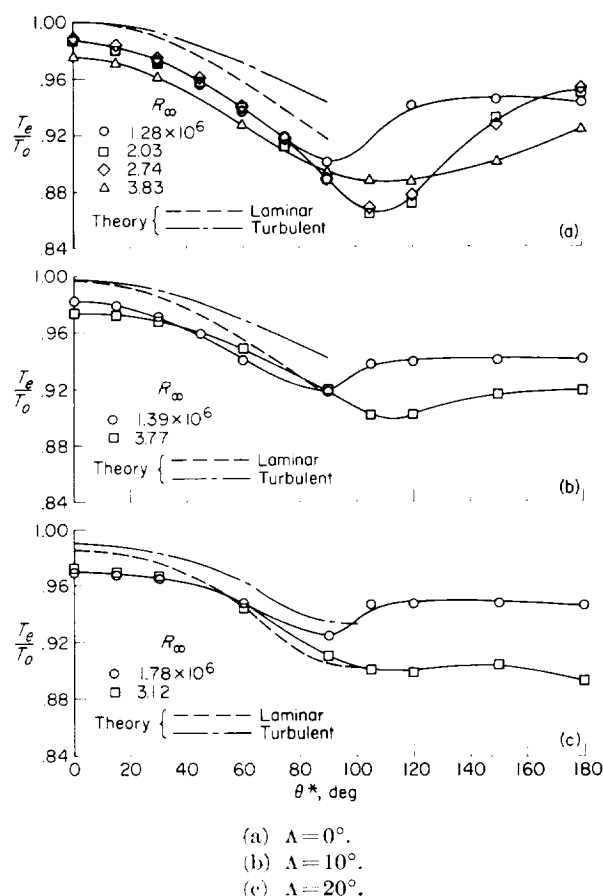 1.00
.96
.92
.88
.84
T_e/T_o
R_∞
○ 1.28×10^6
□ 2.03
◇ 2.74
△ 3.83
Theory { Laminar
Turbulent
(a)
1.00
.96
.92
.88
.84
T_e/T_o
R_∞
○ 1.39×10^6
□ 3.77
Theory { Laminar
Turbulent
(b)
1.00
.96
.92
.88
.84
T_e/T_o
R_∞
○ 1.78×10^6
□ 3.12
Theory { Laminar
Turbulent
(c)
0 20 40 60 80 100 120 140 160 180
θ*, deg
(a) Λ=0°.
(b) Λ=10°.
(c) Λ=20°.